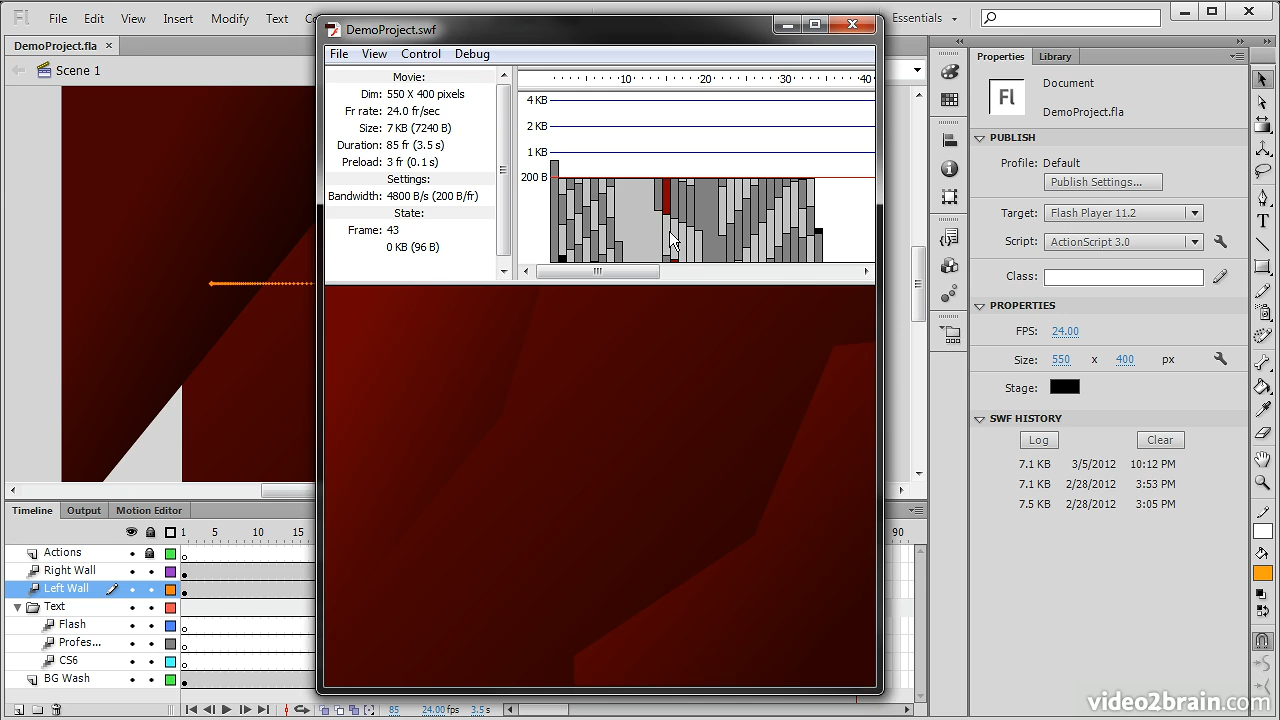 Fl
File
Edit
View
Insert
Modify
Text
Essentials
DemoProject.fla
Scene 1
DemoProject.swf
File
View
Control
Debug
Movie:
Dim: 550 X 400 pixels
Fr rate: 24.0 fr/sec
Size: 7 KB (7240 B)
Duration: 85 fr (3.5 s)
Preload: 3 fr (0.1 s)
Settings:
Bandwidth: 4800 B/s (200 B/fr)
State:
Frame: 43
0 KB (96 B)
10
20
30
40
4 KB
2 KB
1 KB
200 B
Properties
Library
Fl
Document
DemoProject.fla
PUBLISH
Profile: Default
Publish Settings...
Target: Flash Player 11.2
Script: ActionScript 3.0
Class:
PROPERTIES
FPS: 24.00
Size: 550 x 400 px
Stage:
SWF HISTORY
Log
Clear
7.1 KB 3/5/2012 10:12 PM
7.1 KB 2/28/2012 3:53 PM
7.5 KB 2/28/2012 3:05 PM
Timeline
Output
Motion Editor
1 5 10 15
90
Actions
Right Wall
Left Wall
Text
Flash
Profes...
CS6
BG Wash
85
24.00 fps
3.5 s
video2brain.com